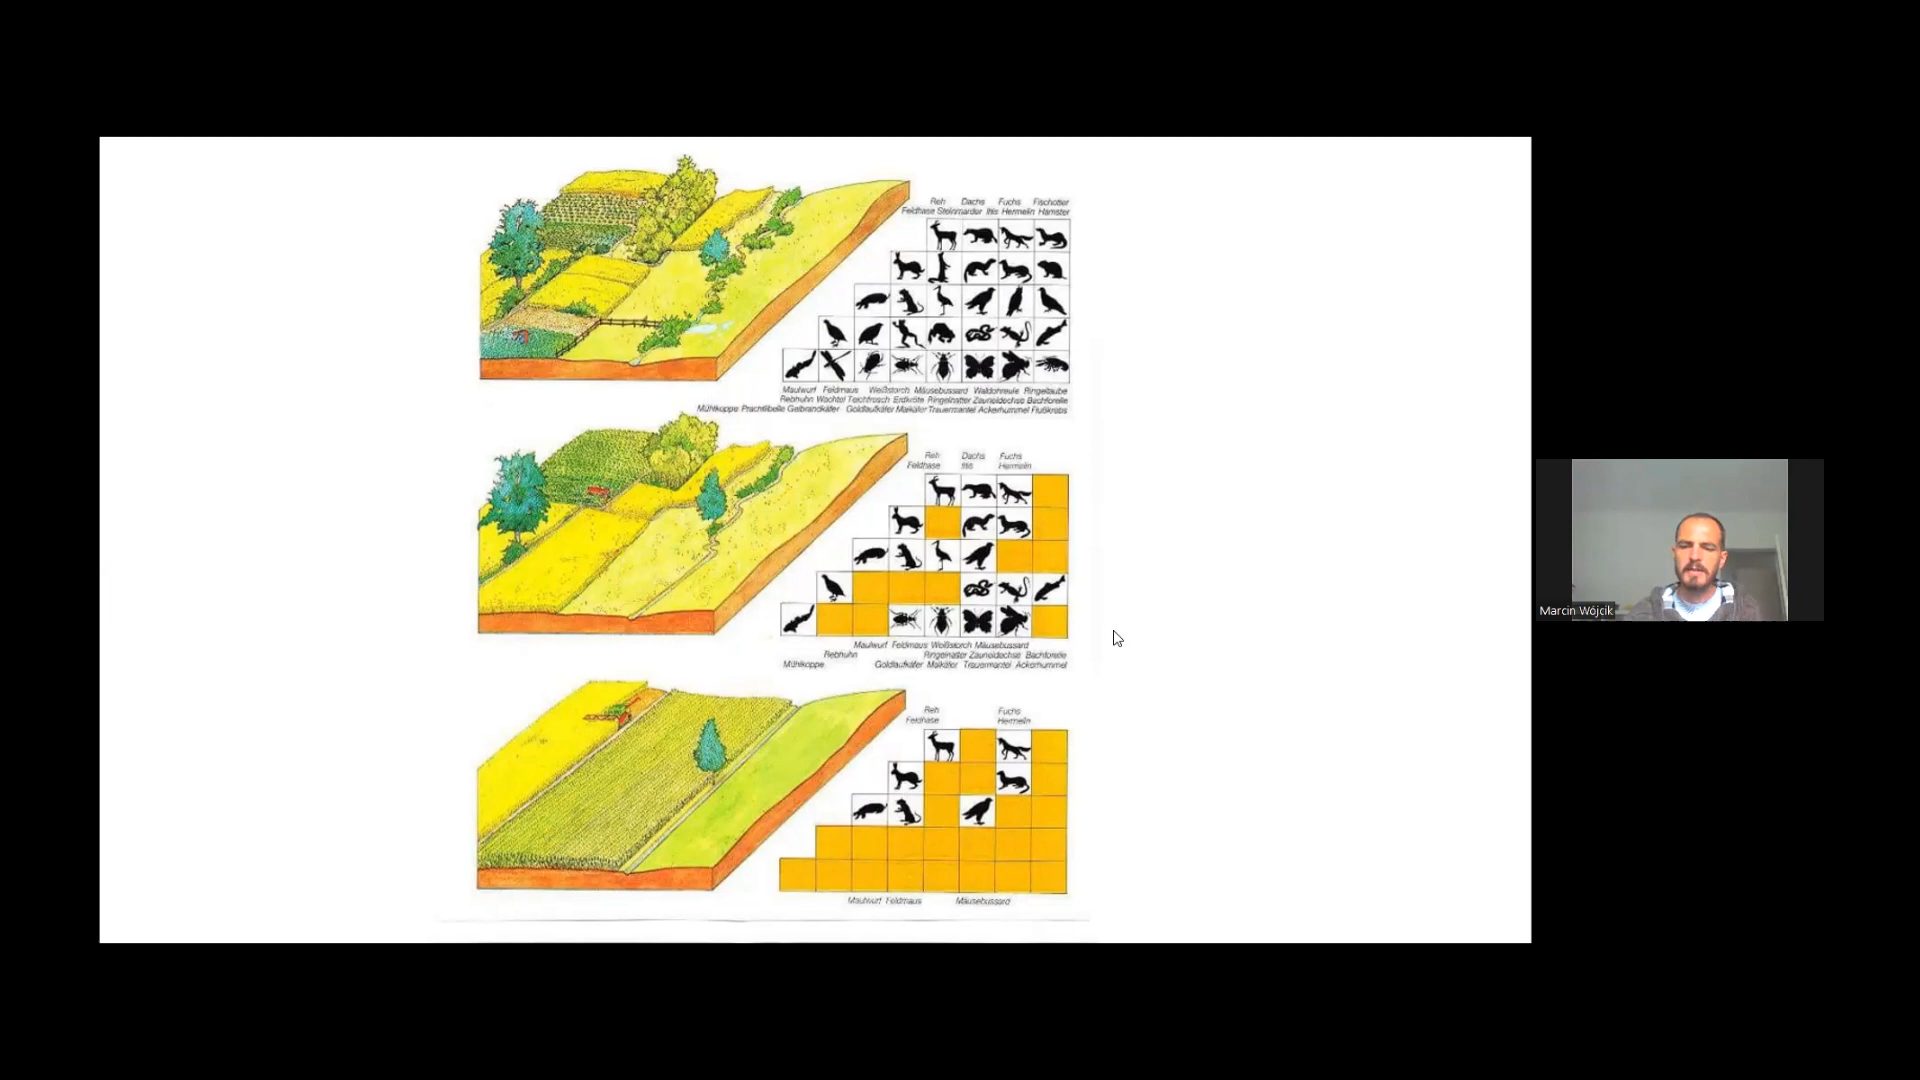 Reh Dachs Fuchs Fischotter
Feldhase Steinmarder Iltis Hermelin Hamster
Maulwurf Feldmaus Weißstorch Mäusebussard Waldohreule Ringeltaube
Rebhuhn Wachtel Teichfrosch Erdkröte Ringelnatter Zauneidechse Bachforelle
Mühlkoppe Prachtlibelle Gelbrandkäfer Goldlaufkäfer Maikäfer Trauermantel Ackerhummel Flußkrebs
Reh Dachs Fuchs
Feldhase Iltis Hermelin
Maulwurf Feldmaus Weißstorch Mäusebussard
Rebhuhn Ringelnatter Zauneidechse Bachforelle
Mühlkoppe Goldlaufkäfer Maikäfer Trauermantel Ackerhummel
Reh Fuchs
Feldhase Hermelin
Maulwurf Feldmaus Mäusebussard
Marcin Wójcik